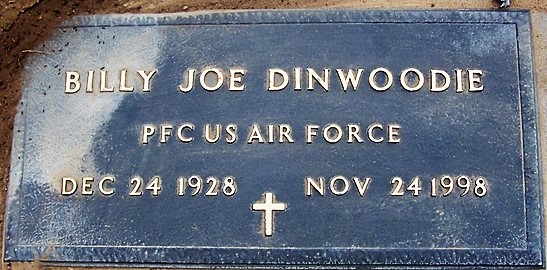 BILLY JOE DINWOODIE
PFC US AIR FORCE
DEC 24 1928 NOV 24 1998